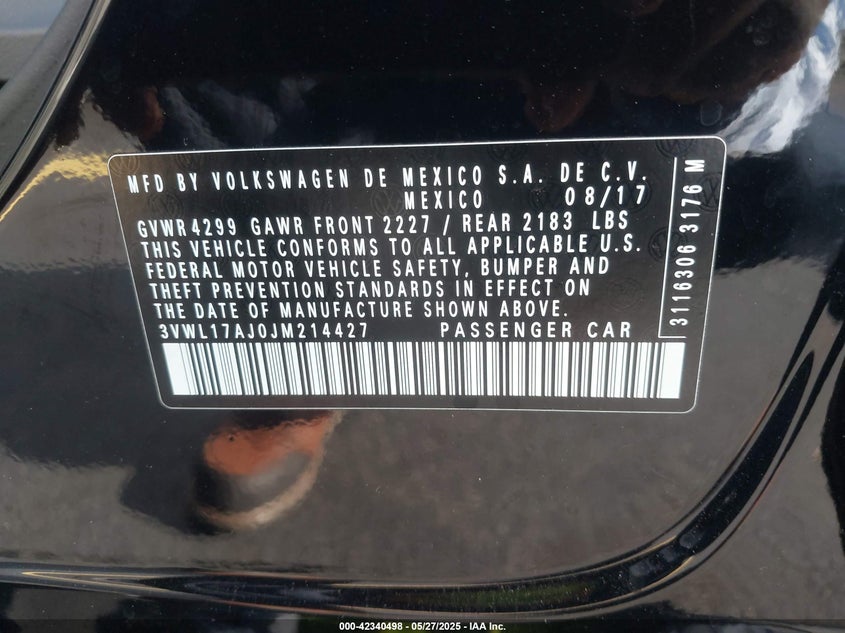 MFD BY VOLKSWAGEN DE MEXICO S.A. DE C.V.
MEXICO 08/17
GVWR 4299 GAWR FRONT 2227 / REAR 2183 LBS
THIS VEHICLE CONFORMS TO ALL APPLICABLE U.S.
FEDERAL MOTOR VEHICLE SAFETY, BUMPER AND
THEFT PREVENTION STANDARDS IN EFFECT ON
THE DATE OF MANUFACTURE SHOWN ABOVE.
3VWL17AJ0JM214427 PASSENGER CAR
3116306 3176 M
000-42340498 - 05/27/2025 - IAA Inc.